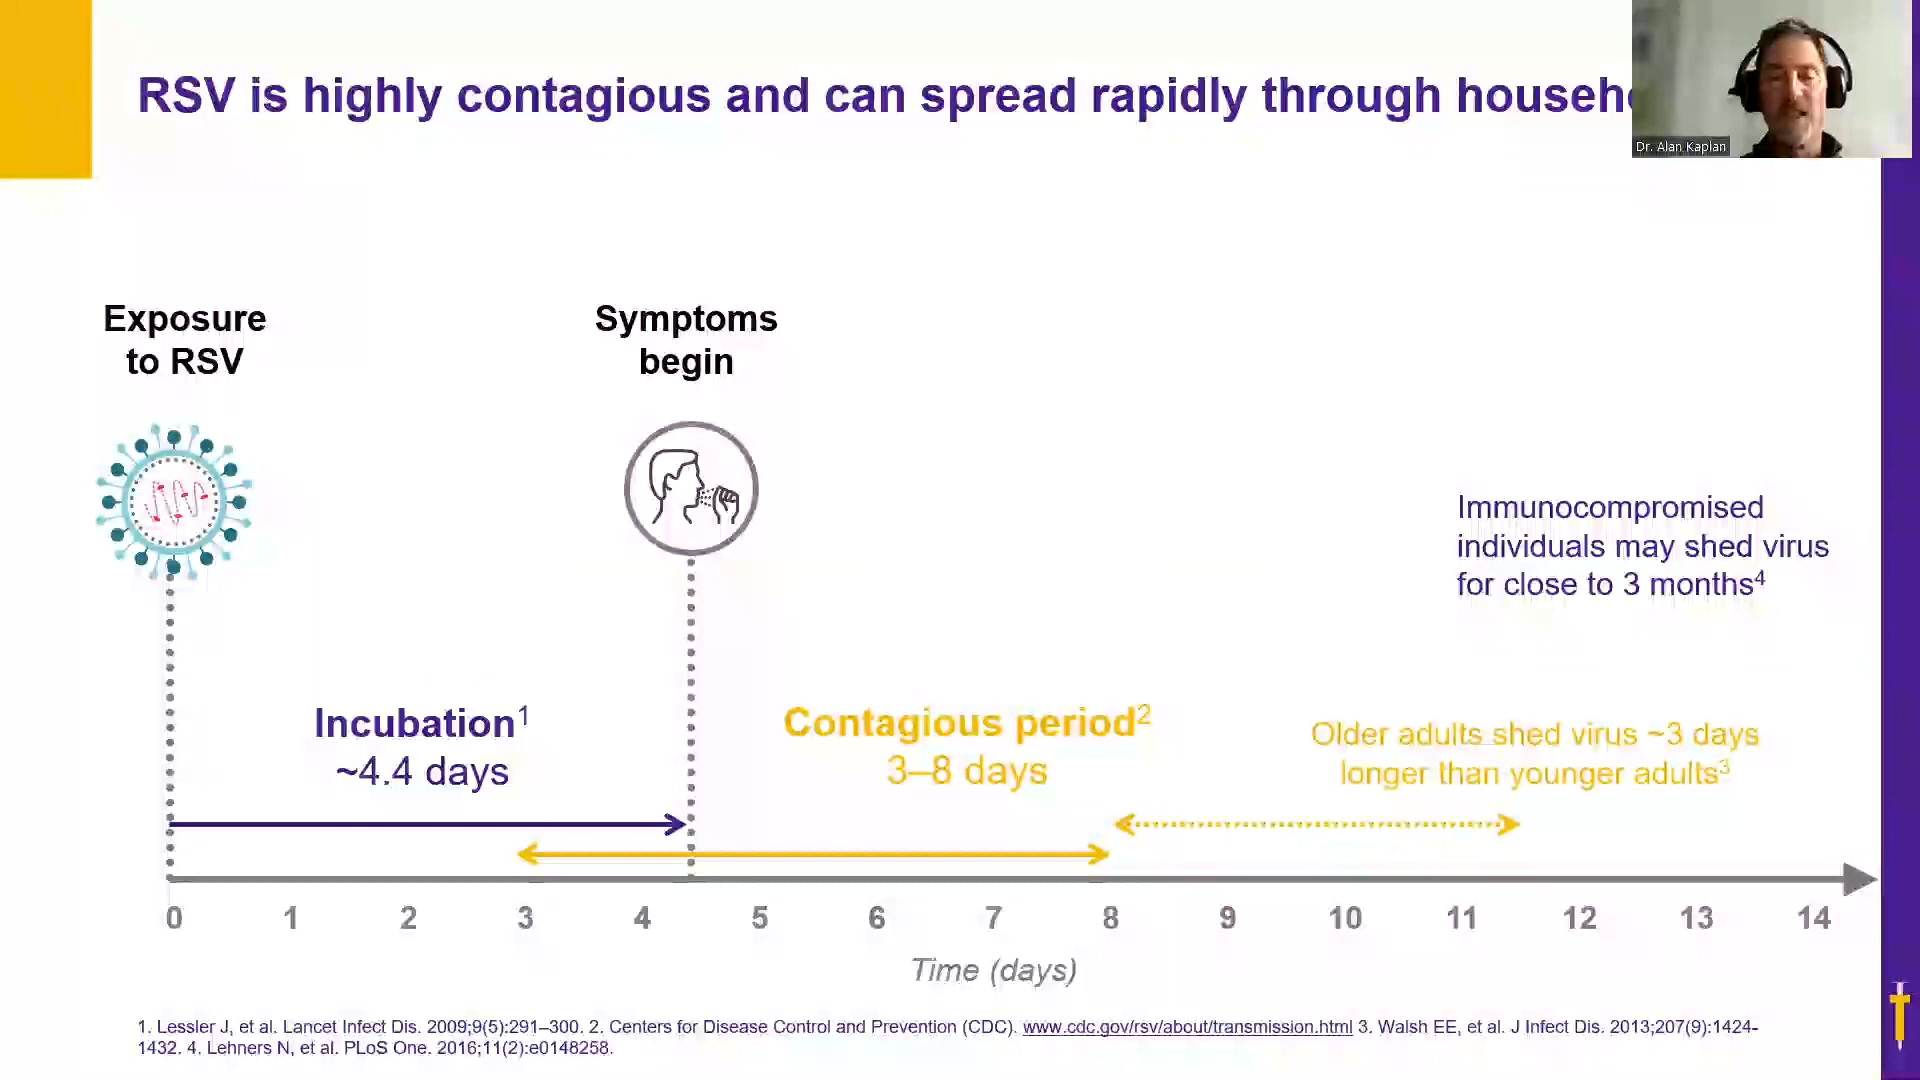 RSV is highly contagious and can spread rapidly through househ
Dr. Alan Kaplan
Exposure
to RSV
Symptoms
begin
Immunocompromised
individuals may shed virus
for close to 3 months⁴
Incubation¹
~4.4 days
Contagious period²
3–8 days
Older adults shed virus ~3 days
longer than younger adults³
0 1 2 3 4 5 6 7 8 9 10 11 12 13 14
Time (days)
1. Lessler J, et al. Lancet Infect Dis. 2009;9(5):291–300. 2. Centers for Disease Control and Prevention (CDC). www.cdc.gov/rsv/about/transmission.html 3. Walsh EE, et al. J Infect Dis. 2013;207(9):1424-
1432. 4. Lehners N, et al. PLoS One. 2016;11(2):e0148258.